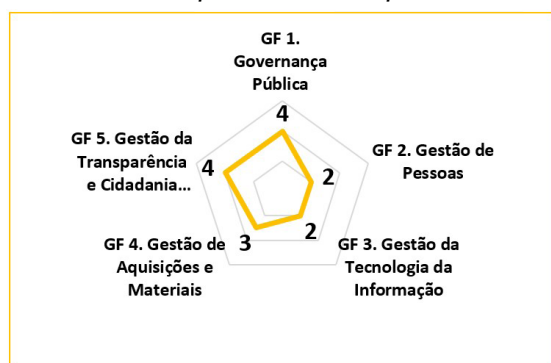 GF 1.
Governança
Pública
4
GF 2. Gestão de
Pessoas
2
GF 3. Gestão da
Tecnologia da
Informação
2
GF 4. Gestão de
Aquisições e
Materiais
3
GF 5. Gestão da
Transparência
e Cidadania...
4